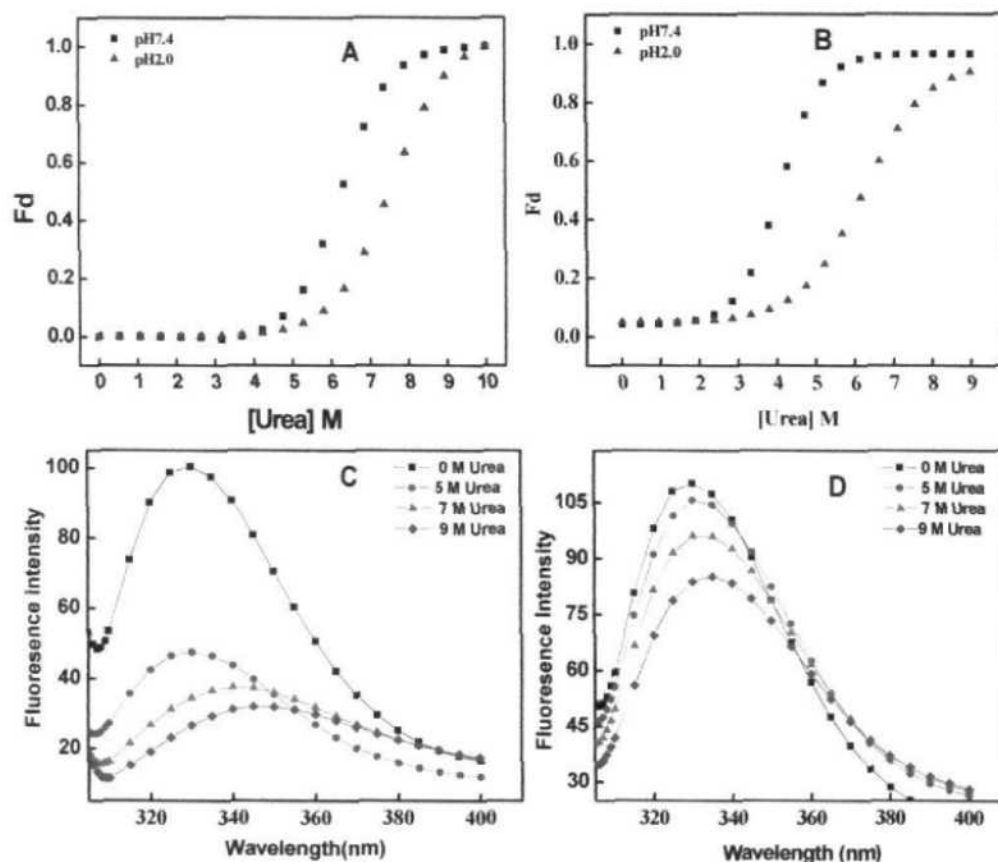 A
pH7.4
pH2.0
Fd
1.0
0.8
0.6
0.4
0.2
0.0
0 1 2 3 4 5 6 7 8 9 10
[Urea] M
B
pH7.4
pH2.0
Fd
1.0
0.8
0.6
0.4
0.2
0.0
0 1 2 3 4 5 6 7 8 9
[Urea] M
C
0 M Urea
5 M Urea
7 M Urea
9 M Urea
Fluoresence intensity
100
80
60
40
20
320 340 360 380 400
Wavelength(nm)
D
0 M Urea
5 M Urea
7 M Urea
9 M Urea
Fluoresence Intensity
105
90
75
60
45
30
320 340 360 380 400
Wavelength (nm)